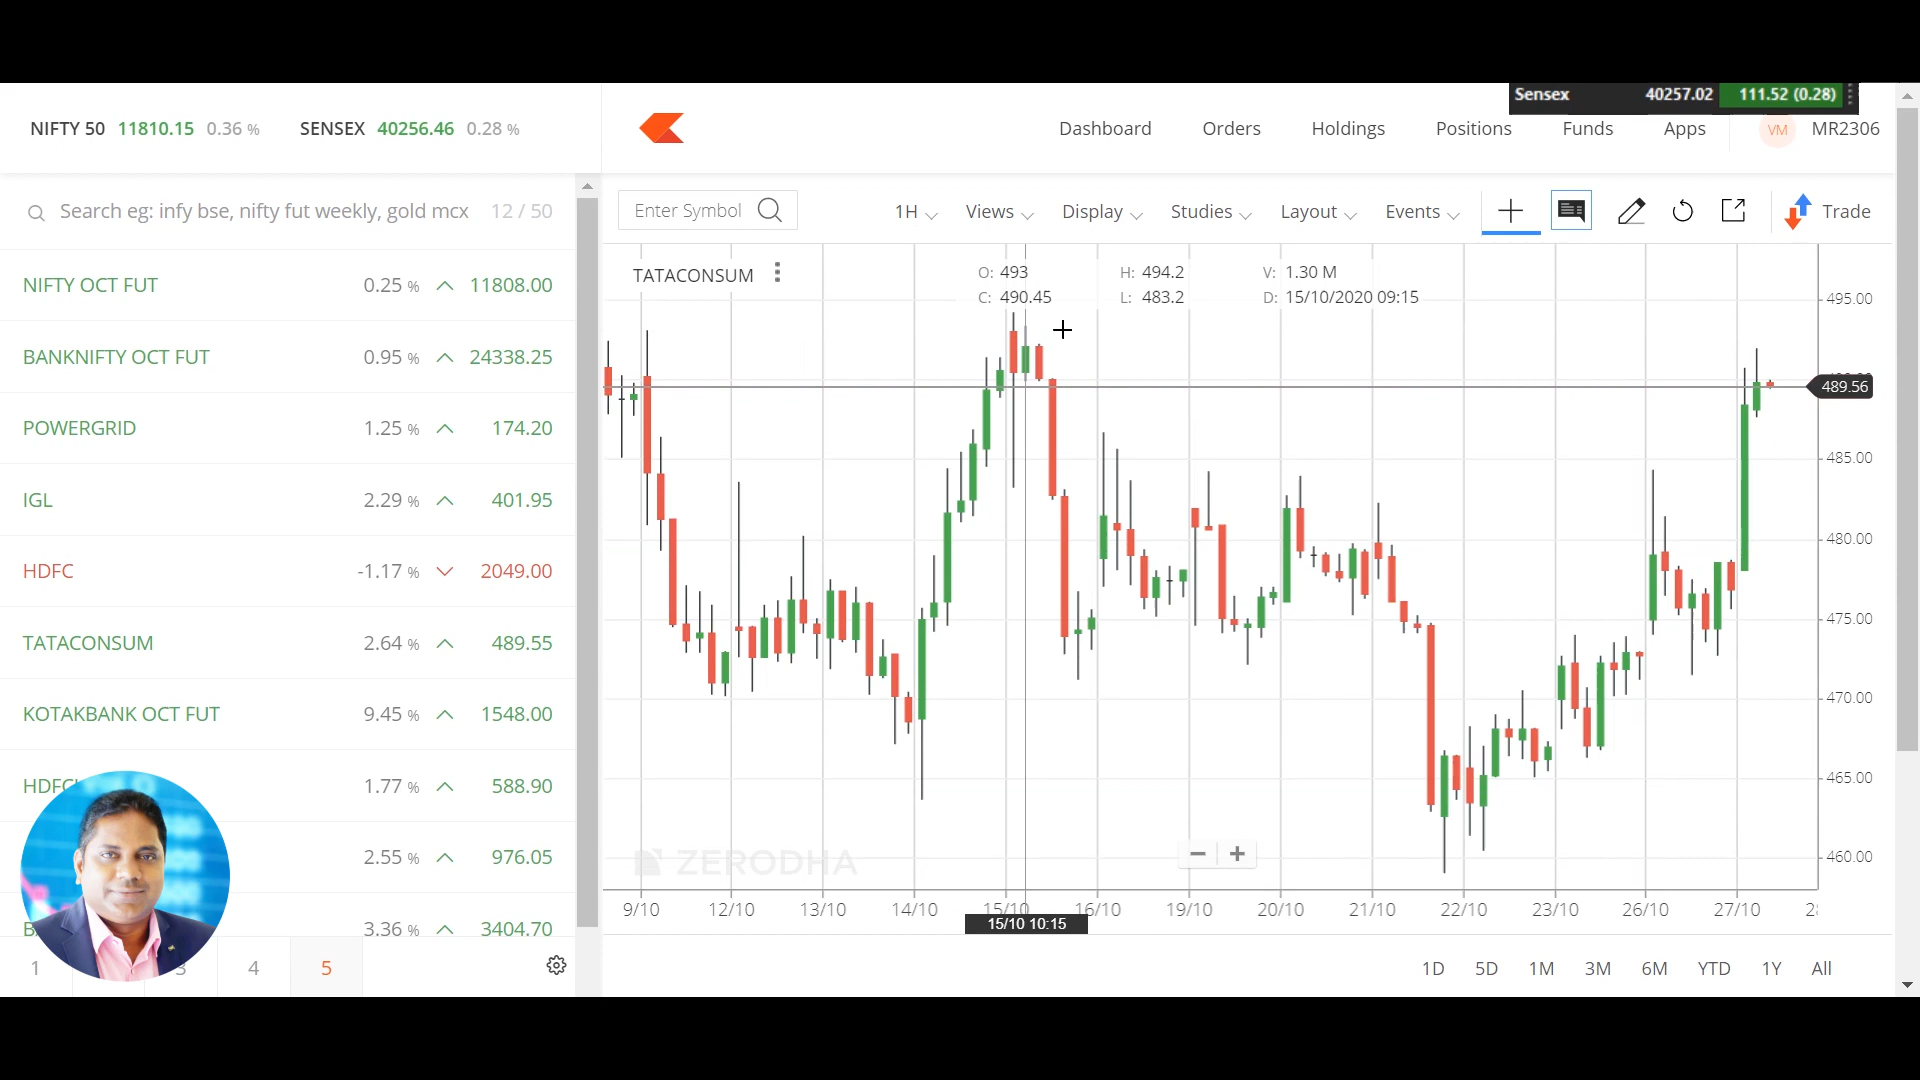 Sensex 40257.02 111.52 (0.28)
NIFTY 50 11810.15 0.36 % SENSEX 40256.46 0.28 %
Dashboard Orders Holdings Positions Funds Apps VM MR2306
Search eg: infy bse, nifty fut weekly, gold mcx 12 / 50
Enter Symbol 1H Views Display Studies Layout Events Trade
NIFTY OCT FUT 0.25 % 11808.00
BANKNIFTY OCT FUT 0.95 % 24338.25
POWERGRID 1.25 % 174.20
IGL 2.29 % 401.95
HDFC -1.17 % 2049.00
TATACONSUM 2.64 % 489.55
KOTAKBANK OCT FUT 9.45 % 1548.00
1.77 % 588.90
2.55 % 976.05
3.36 % 3404.70
1 3 4 5
TATACONSUM
O: 493 H: 494.2 V: 1.30 M
C: 490.45 L: 483.2 D: 15/10/2020 09:15
495.00
489.56
485.00
480.00
475.00
470.00
465.00
460.00
ZERODHA
9/10 12/10 13/10 14/10 15/10 16/10 19/10 20/10 21/10 22/10 23/10 26/10 27/10
15/10 10:15
1D 5D 1M 3M 6M YTD 1Y All